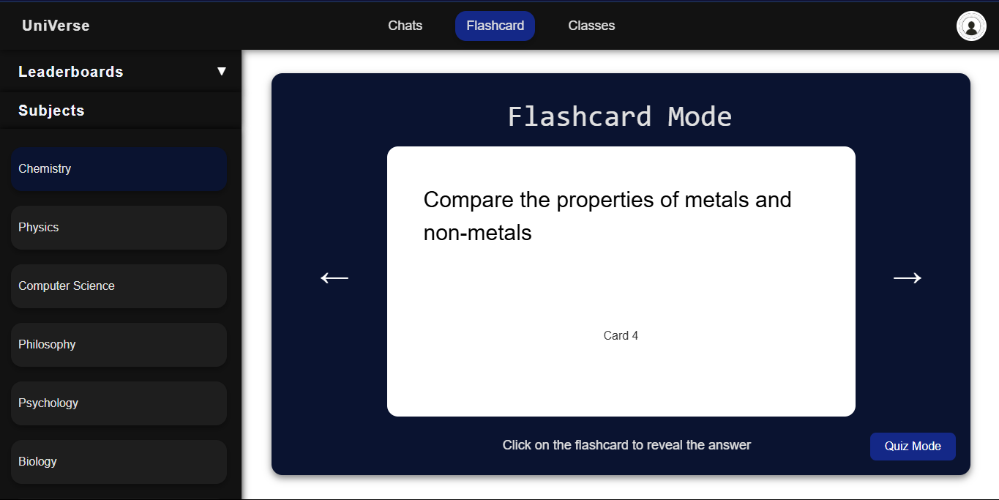 UniVerse
Chats
Flashcard
Classes
Leaderboards ▼
Subjects
Chemistry
Physics
Computer Science
Philosophy
Psychology
Biology
Flashcard Mode
Compare the properties of metals and
non-metals
← →
Card 4
Click on the flashcard to reveal the answer
Quiz Mode